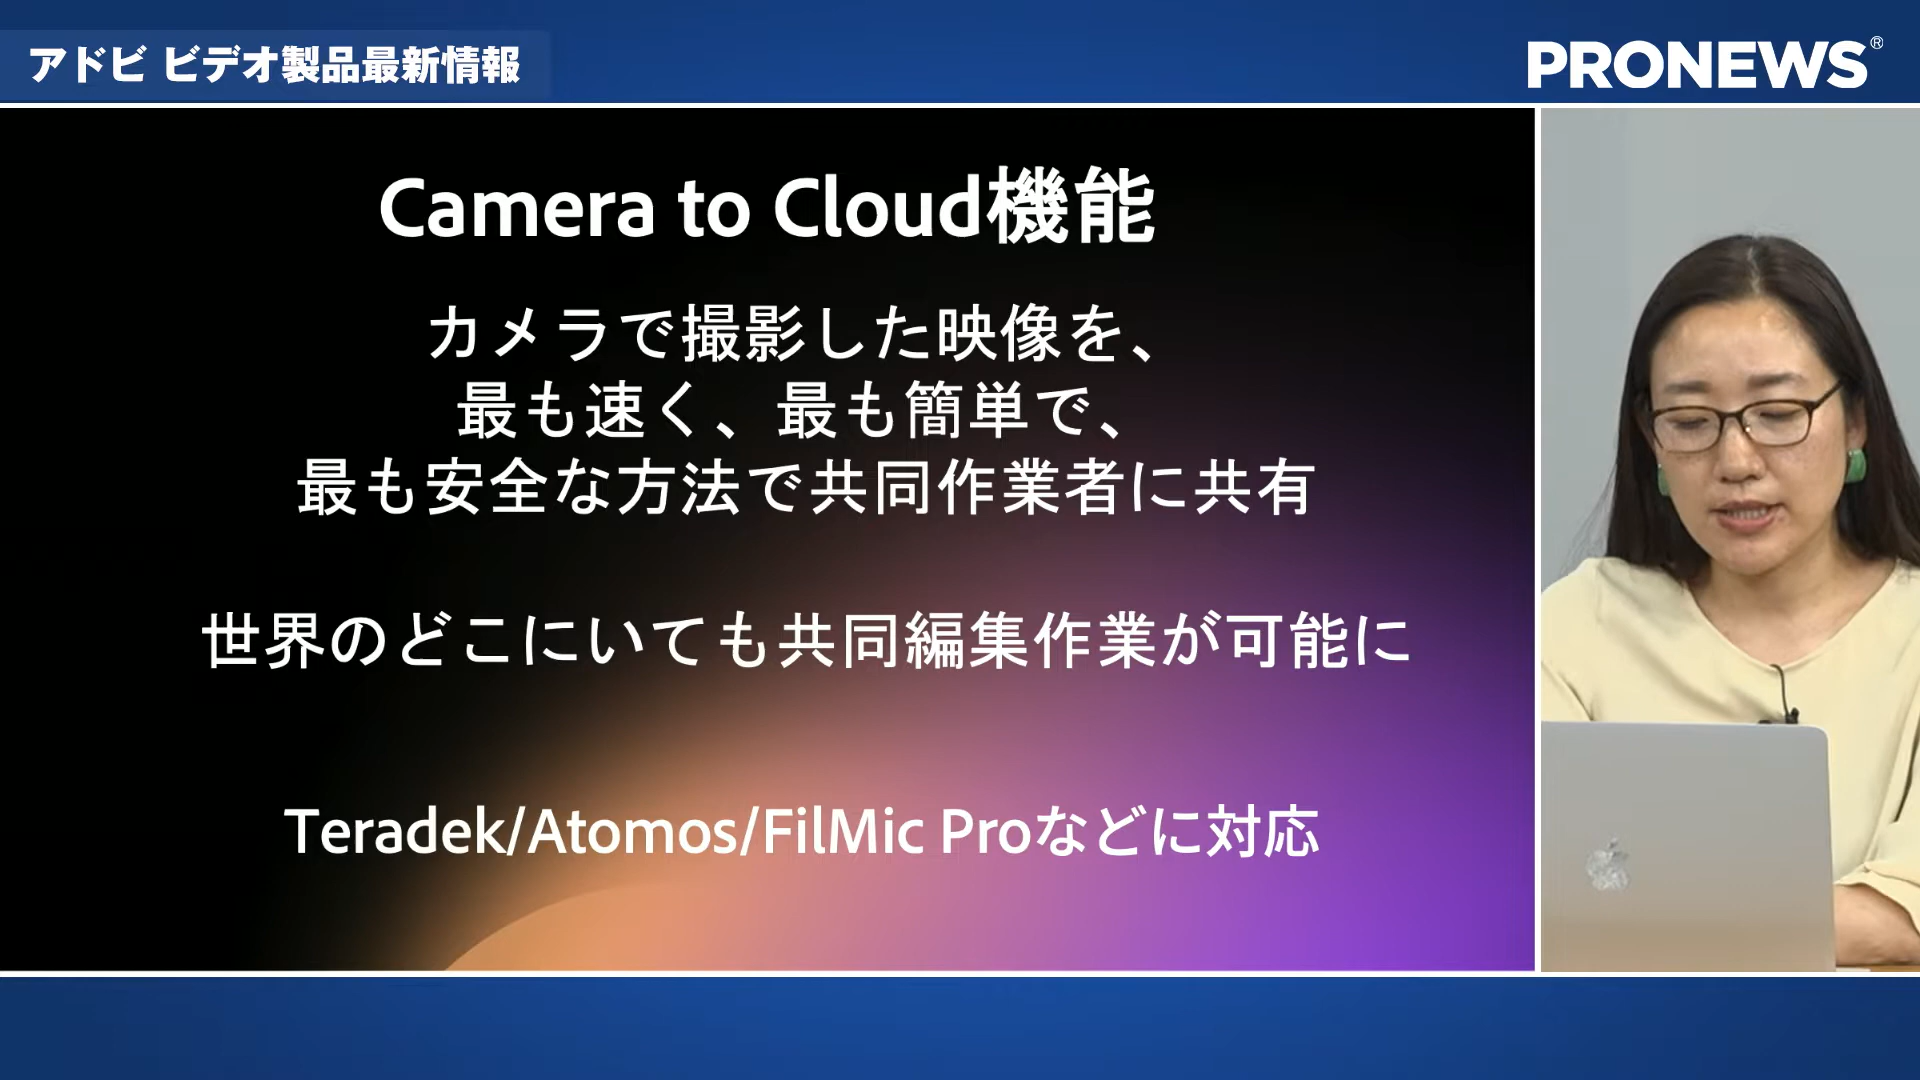 アドビ ビデオ製品最新情報
PRONEWS®
Camera to Cloud機能
カメラで撮影した映像を、
最も速く、最も簡単で、
最も安全な方法で共同作業者に共有
世界のどこにいても共同編集作業が可能に
Teradek/Atomos/FilMic Proなどに対応